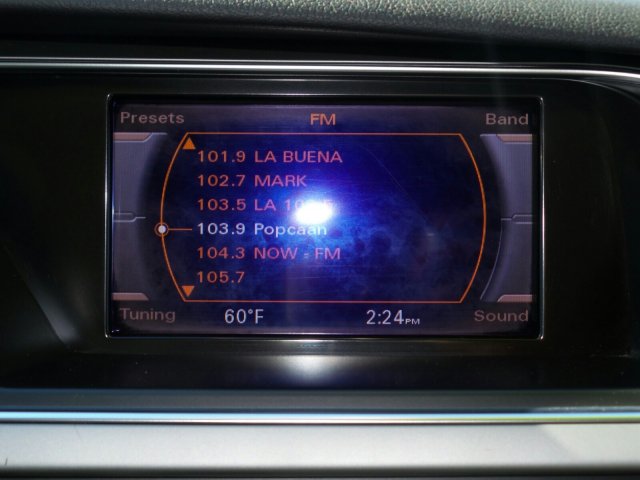 Presets FM Band
101.9 LA BUENA
102.7 MARK
103.5 LA
103.9 Popcaan
104.3 NOW - FM
105.7
Tuning 60°F 2:24PM Sound